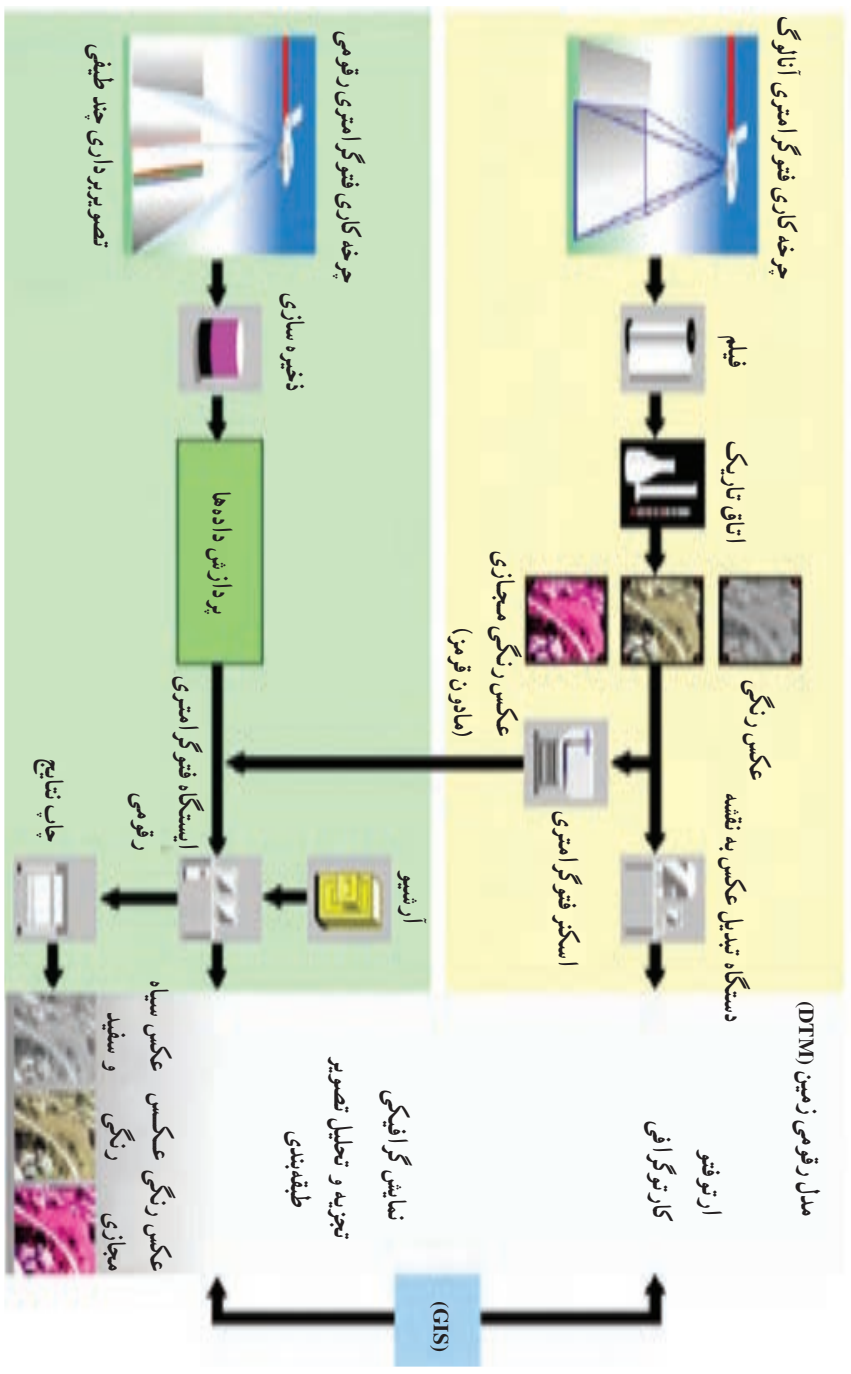 چرخه کاری فتوگرامتری آنالوگ
فیلم
اتاق تاریک
عکس رنگی
عکس رنگی مجازی
(مادون قرمز)
اسکنر فتوگرامتری
دستگاه تبدیل عکس به نقشه
مدل رقومی زمین (DTM)
ارتوفتو
کارتوگرافی
چرخه کاری فتوگرامتری رقومی
تصویربرداری چند طیفی
ذخیره سازی
پردازش داده‌ها
ایستگاه فتوگرامتری
رقومی
آرشیو
چاپ نتایج
نمایش گرافیکی
تجزیه و تحلیل تصویر
طبقه‌بندی
عکس سیاه
و سفید
عکس
رنگی
عکس رنگی
مجازی
(GIS)